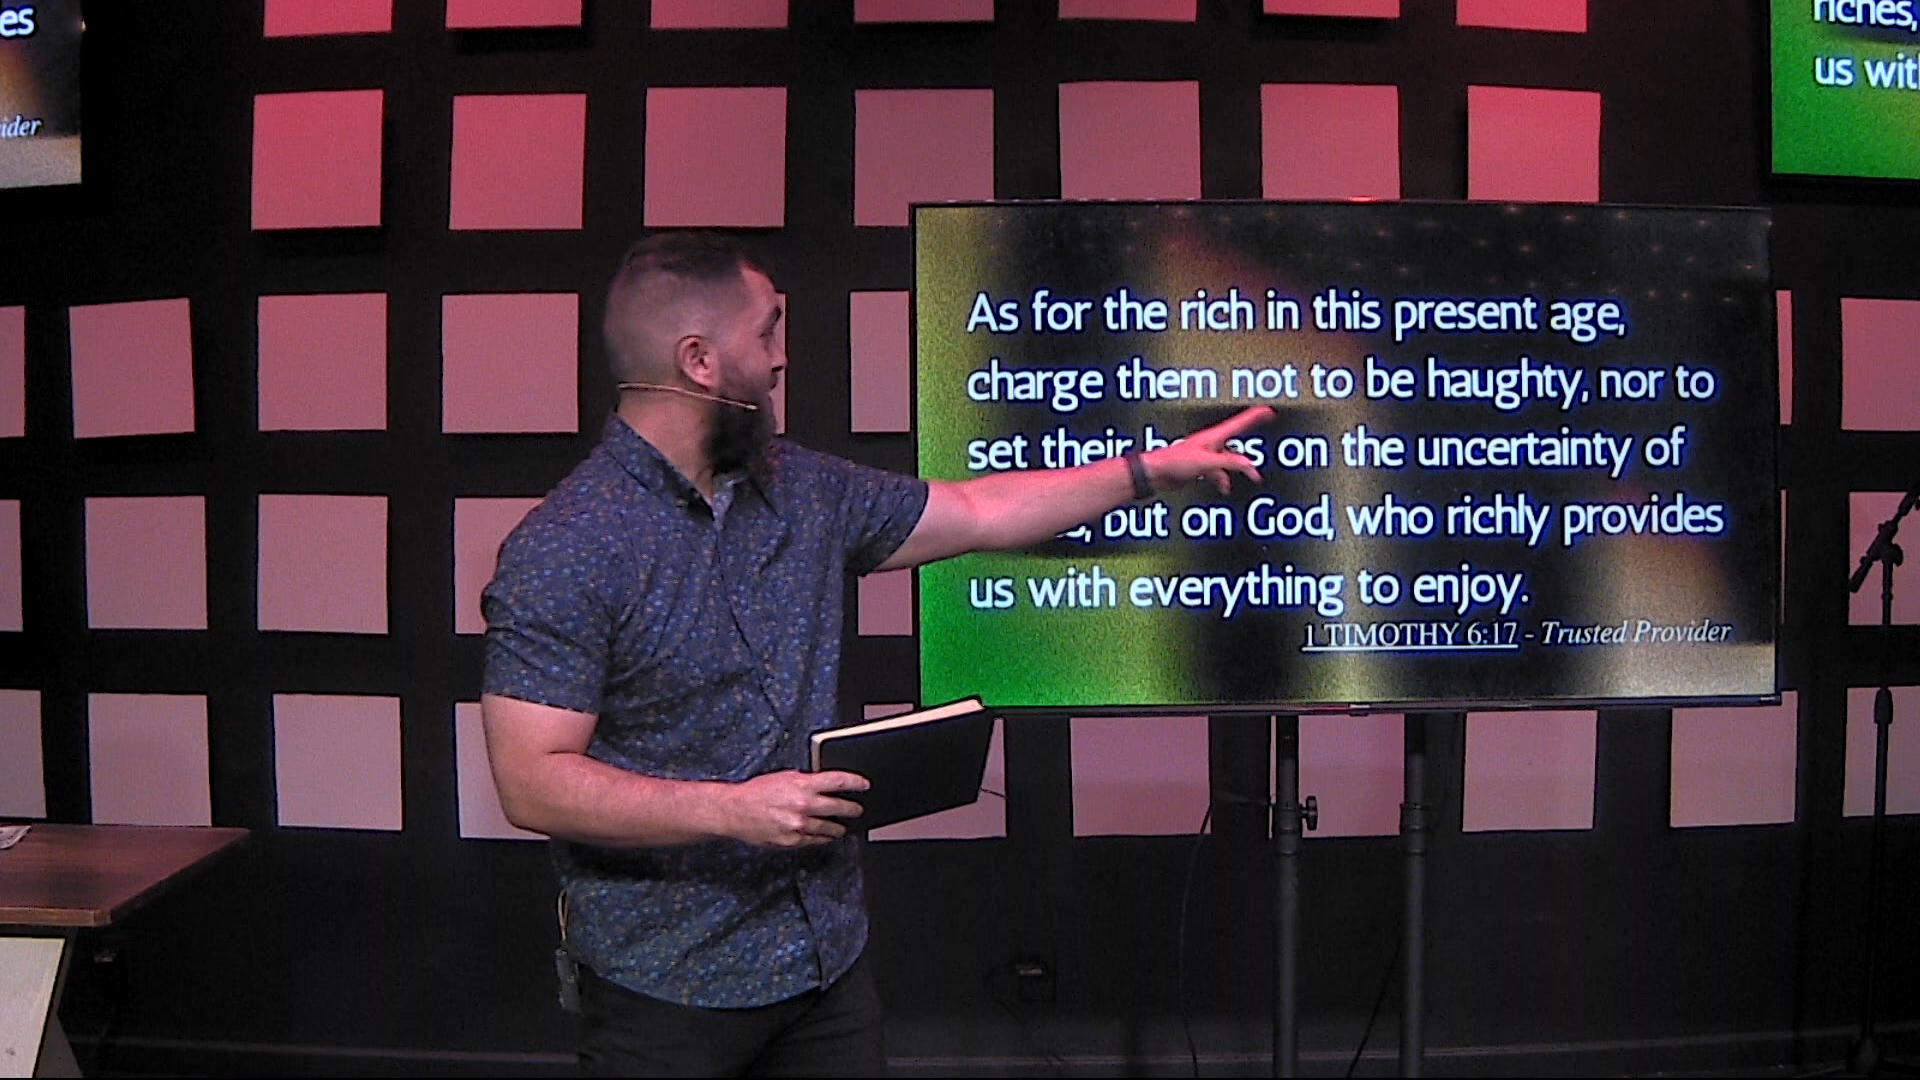 es
ider
riches,
us wit
As for the rich in this present age,
charge them not to be haughty, nor to
set their on the uncertainty of
but on God, who richly provides
us with everything to enjoy.
1 TIMOTHY 6:17 - Trusted Provider